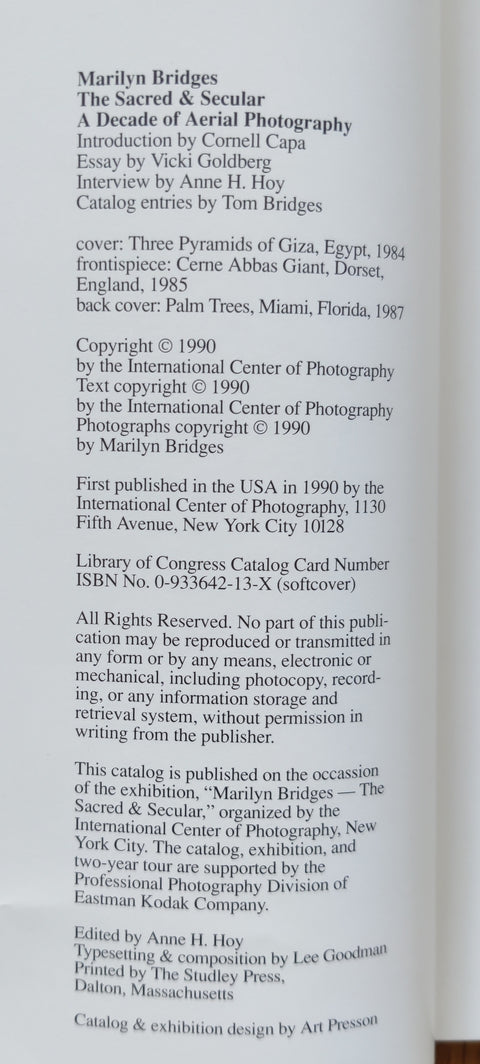 Marilyn Bridges
The Sacred & Secular
A Decade of Aerial Photography
Introduction by Cornell Capa
Essay by Vicki Goldberg
Interview by Anne H. Hoy
Catalog entries by Tom Bridges
cover: Three Pyramids of Giza, Egypt, 1984
frontispiece: Cerne Abbas Giant, Dorset,
England, 1985
back cover: Palm Trees, Miami, Florida, 1987
Copyright © 1990
by the International Center of Photography
Text copyright © 1990
by the International Center of Photography
Photographs copyright © 1990
by Marilyn Bridges
First published in the USA in 1990 by the
International Center of Photography, 1130
Fifth Avenue, New York City 10128
Library of Congress Catalog Card Number
ISBN No. 0-933642-13-X (softcover)
All Rights Reserved. No part of this publi-
cation may be reproduced or transmitted in
any form or by any means, electronic or
mechanical, including photocopy, record-
ing, or any information storage and
retrieval system, without permission in
writing from the publisher.
This catalog is published on the occassion
of the exhibition, “Marilyn Bridges — The
Sacred & Secular,” organized by the
International Center of Photography, New
York City. The catalog, exhibition, and
two-year tour are supported by the
Professional Photography Division of
Eastman Kodak Company.
Edited by Anne H. Hoy
Typesetting & composition by Lee Goodman
Printed by The Studley Press,
Dalton, Massachusetts
Catalog & exhibition design by Art Presson